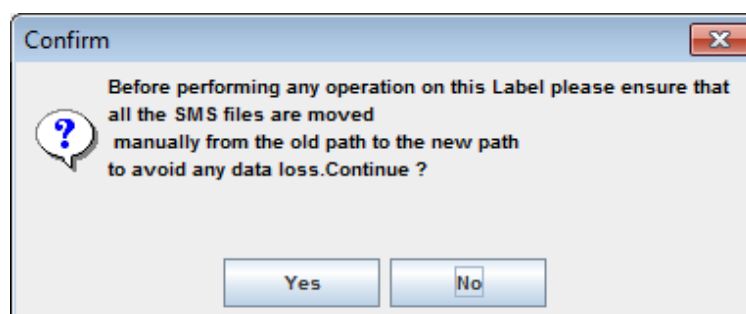 Confirm
Before performing any operation on this Label please ensure that
all the SMS files are moved
manually from the old path to the new path
to avoid any data loss.Continue ?
Yes
No